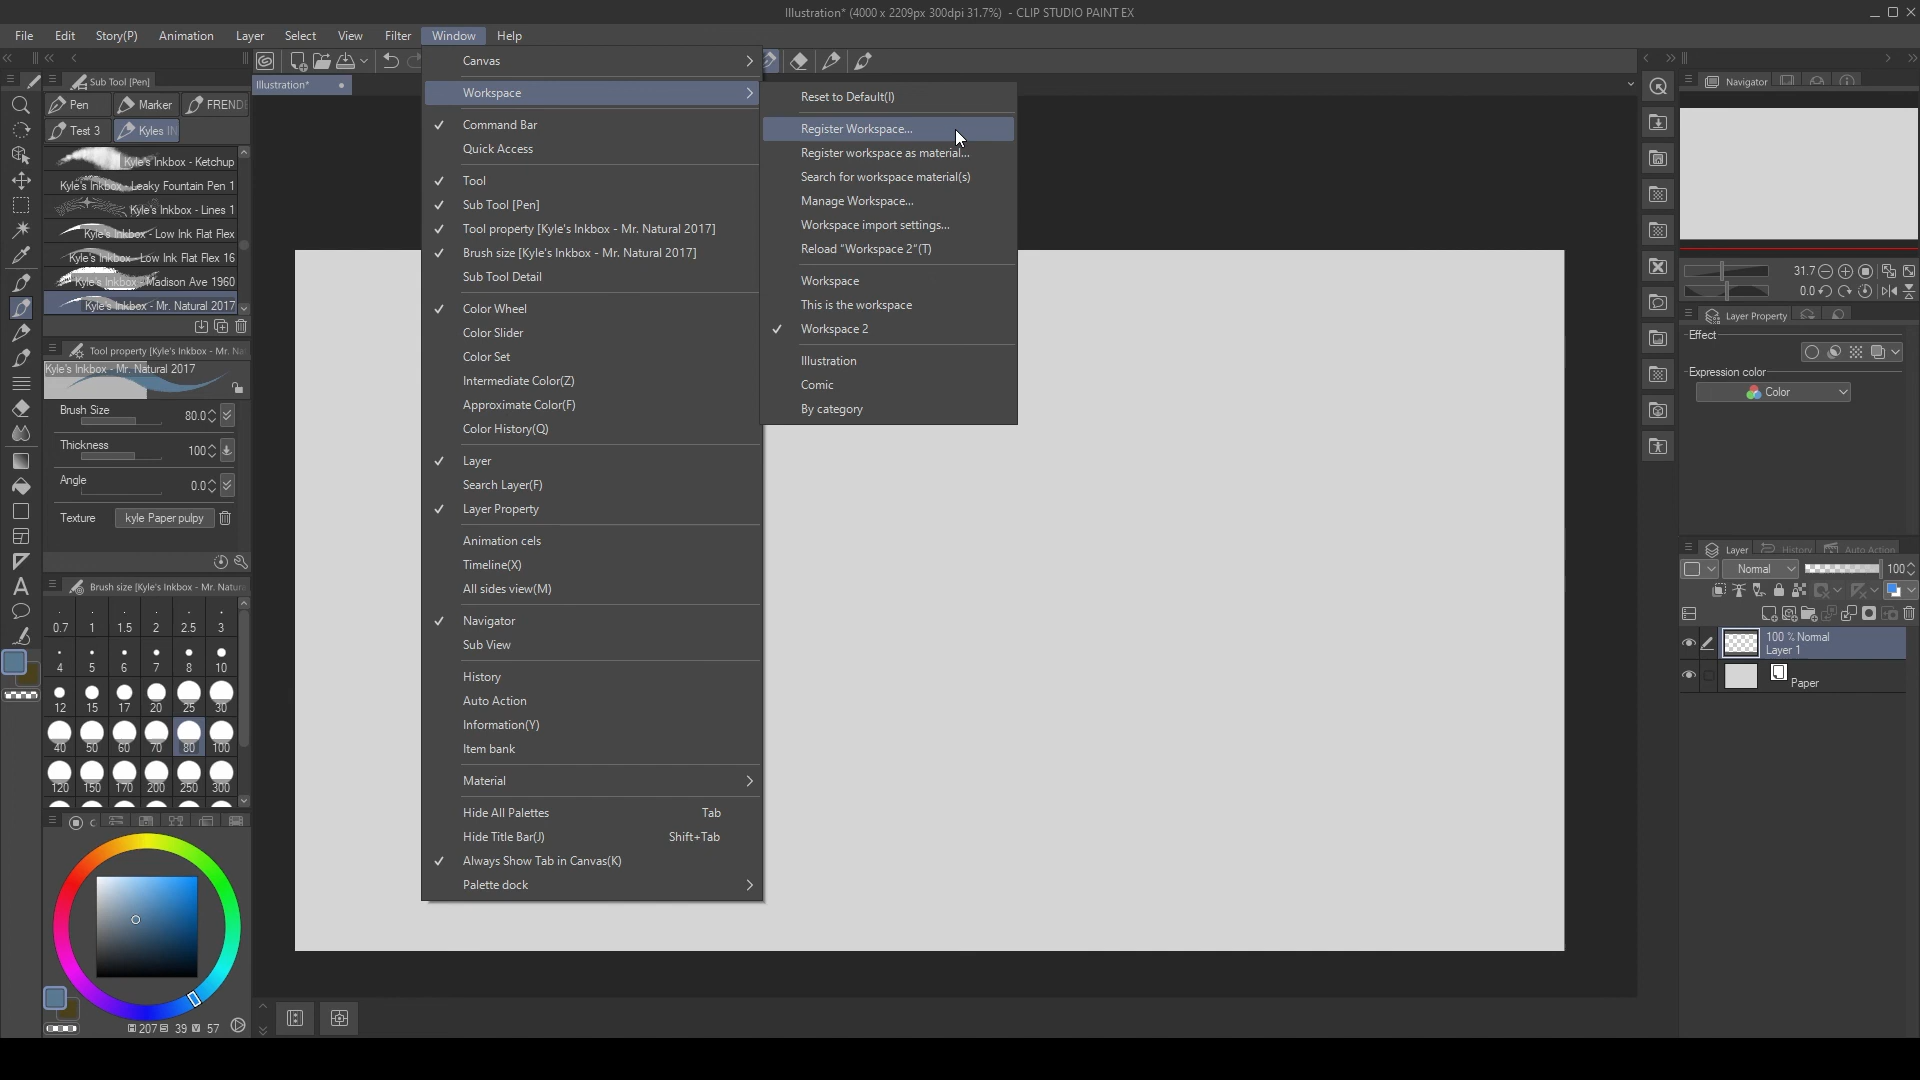 Illustration* (4000 x 2209px 300dpi 31.7%) - CLIP STUDIO PAINT EX
File Edit Story(P) Animation Layer Select View Filter Window Help
Sub Tool [Pen]
Pen Marker FREND
Test 3 Kyles IN
Kyle's Inkbox - Ketchup
Kyle's Inkbox - Leaky Fountain Pen 1
Kyle's Inkbox - Lines 1
Kyle's Inkbox - Low Ink Flat Flex
Kyle's Inkbox - Low Ink Flat Flex 16
Kyle's Inkbox - Madison Ave 1960
Kyle's Inkbox - Mr. Natural 2017
Tool property [Kyle's Inkbox - Mr. Na
Kyle's Inkbox - Mr. Natural 2017
Brush Size 80.0
Thickness 100
Angle 0.0
Texture kyle Paper pulpy
Brush size [Kyle's Inkbox - Mr. Natura
0.7 1 1.5 2 2.5 3
4 5 6 7 8 10
12 15 17 20 25 30
40 50 60 70 80 100
120 150 170 200 250 300
C
H 207 S 39 V 57
Illustration*
Canvas
Workspace
Command Bar
Quick Access
Tool
Sub Tool [Pen]
Tool property [Kyle's Inkbox - Mr. Natural 2017]
Brush size [Kyle's Inkbox - Mr. Natural 2017]
Sub Tool Detail
Color Wheel
Color Slider
Color Set
Intermediate Color(Z)
Approximate Color(F)
Color History(Q)
Layer
Search Layer(F)
Layer Property
Animation cels
Timeline(X)
All sides view(M)
Navigator
Sub View
History
Auto Action
Information(Y)
Item bank
Material
Hide All Palettes Tab
Hide Title Bar(J) Shift+Tab
Always Show Tab in Canvas(K)
Palette dock
Reset to Default(I)
Register Workspace...
Register workspace as material...
Search for workspace material(s)
Manage Workspace...
Workspace import settings...
Reload "Workspace 2"(T)
Workspace
This is the workspace
Workspace 2
Illustration
Comic
By category
Navigator
31.7
0.0
Layer Property
Effect
Expression color
Color
Layer History Auto Action
Normal 100
100 % Normal
Layer 1
Paper